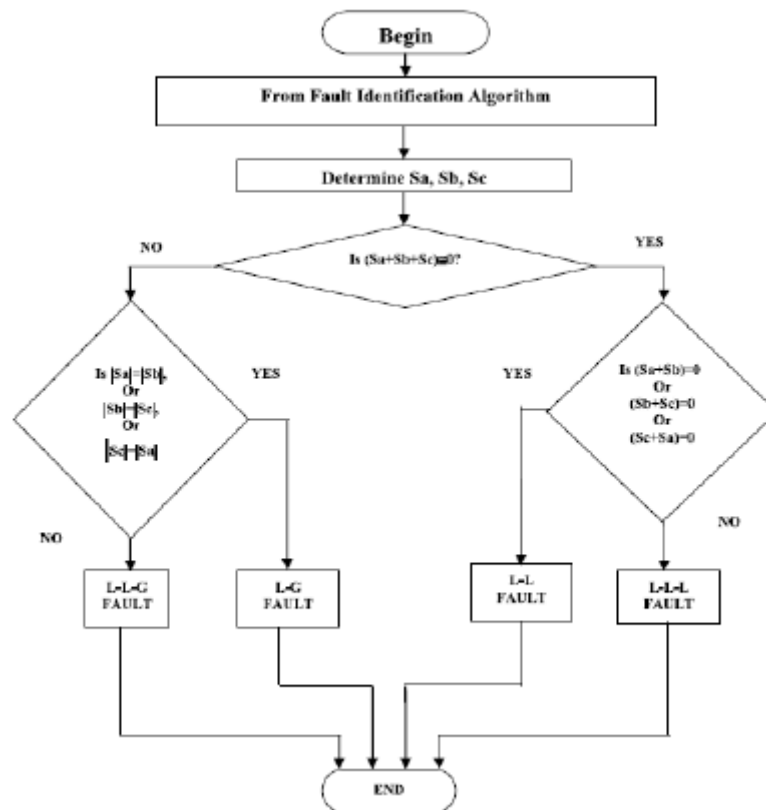 Begin
From Fault Identification Algorithm
Determine Sa, Sb, Sc
NO
YES
Is (Sa+Sb+Sc)=0?
Is |Sa|=|Sb|,
Or
|Sb|=|Sc|,
Or
|Sc|=|Sa|
YES
YES
Is (Sa+Sb)=0
Or
(Sb+Sc)=0
Or
(Sc+Sa)=0
NO
NO
L-L-G
FAULT
L-G
FAULT
L-L
FAULT
L-L-L
FAULT
END